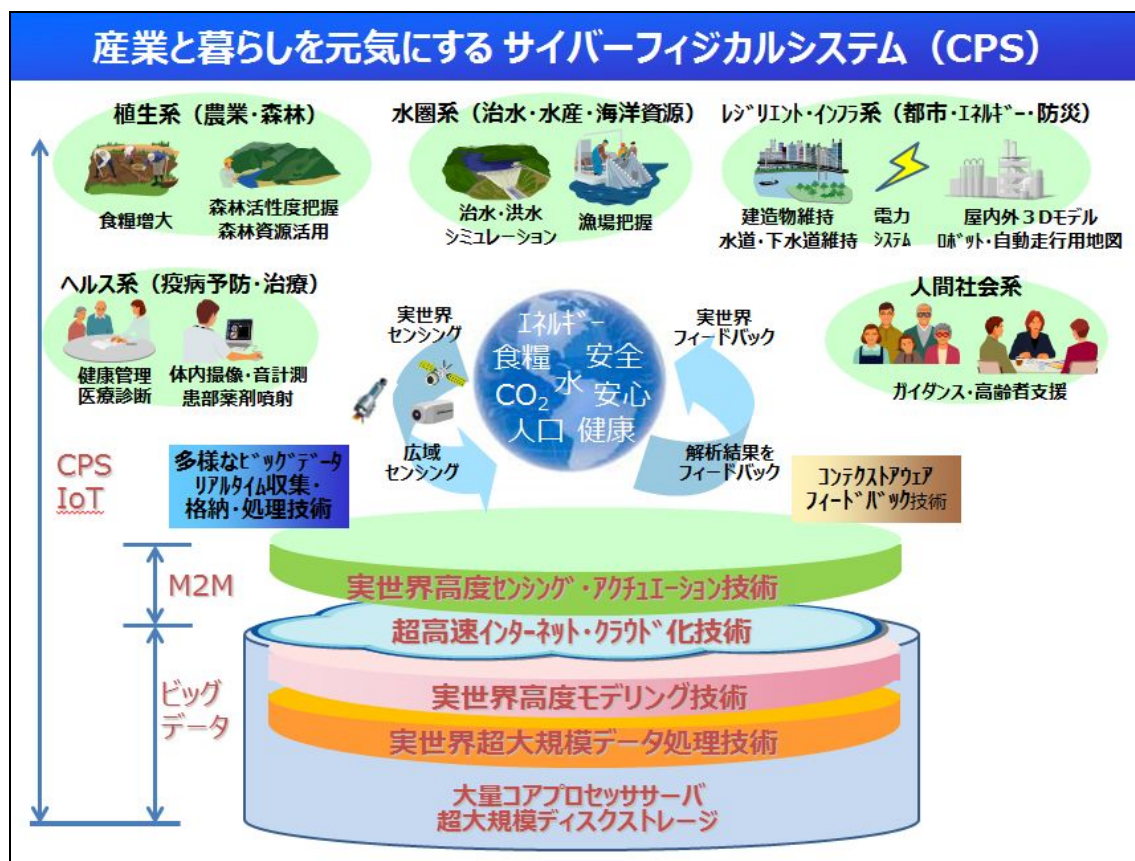 産業と暮らしを元気にする サイバーフィジカルシステム（CPS）
植生系（農業・森林）
食糧増大
森林活性度把握
森林資源活用
水圏系（治水・水産・海洋資源）
治水・洪水
シミュレーション
漁場把握
ﾚｼﾞﾘｴﾝﾄ・ｲﾝﾌﾗ系（都市・ｴﾈﾙｷﾞｰ・防災）
建造物維持
水道・下水道維持
電力
ｼｽﾃﾑ
屋内外３Dモデル
ﾛﾎﾞｯﾄ・自動走行用地図
ヘルス系（疫病予防・治療）
健康管理
医療診断
体内撮像・音計測
患部薬剤噴射
実世界
センシング
広域
センシング
ｴﾈﾙｷﾞｰ
食糧 安全
水
CO₂ 安心
人口 健康
実世界
フィードバック
解析結果を
フィードバック
人間社会系
ガイダンス・高齢者支援
CPS
IoT
多様なﾋﾞｯｸﾞﾃﾞｰﾀ
ﾘｱﾙﾀｲﾑ収集・
格納・処理技術
ｺﾝﾃｸｽﾄｱｳｪｱ
ﾌｨｰﾄﾞﾊﾞｯｸ技術
M2M
実世界高度ｾﾝｼﾝｸﾞ・ｱｸﾁｭｴｰｼｮﾝ技術
超高速ｲﾝﾀｰﾈｯﾄ・ｸﾗｳﾄﾞ化技術
ビッグ
データ
実世界高度モデリング技術
実世界超大規模データ処理技術
大量コアプロセッササーバ
超大規模ディスクストレージ